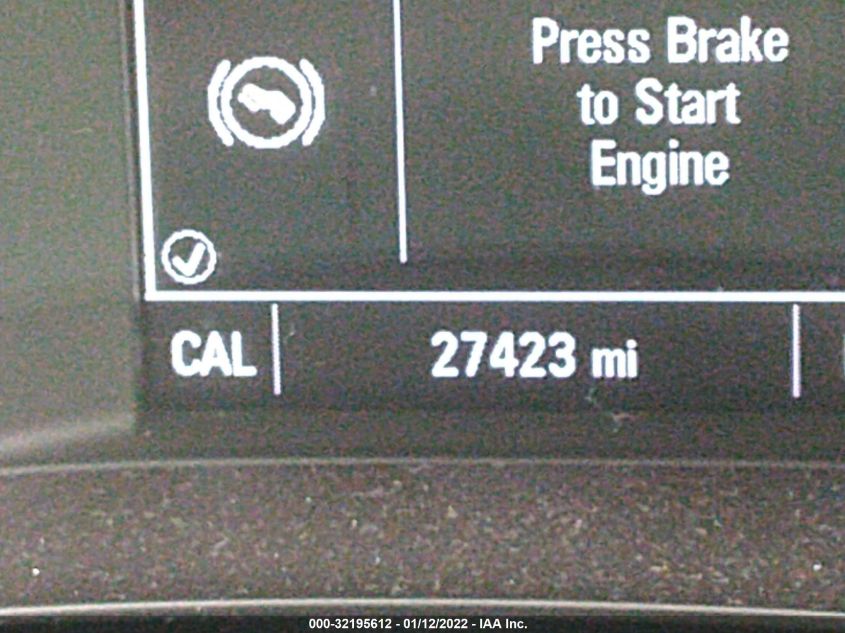 Press Brake
to Start
Engine
CAL
27423 mi
000-32195612 - 01/12/2022 - IAA Inc.